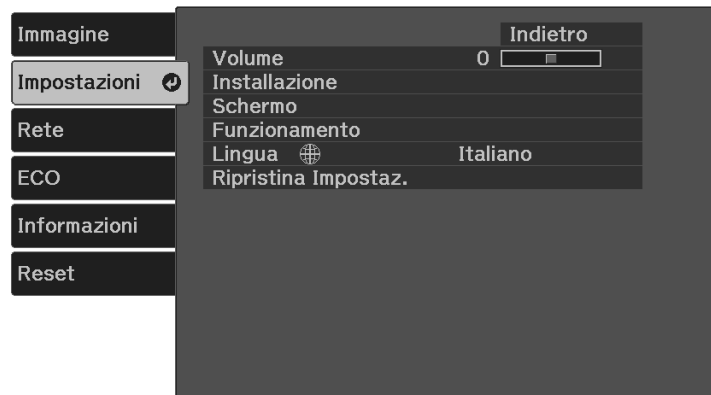 Immagine
Impostazioni
Rete
ECO
Informazioni
Reset
Indietro
Volume 0
Installazione
Schermo
Funzionamento
Lingua Italiano
Ripristina Impostaz.